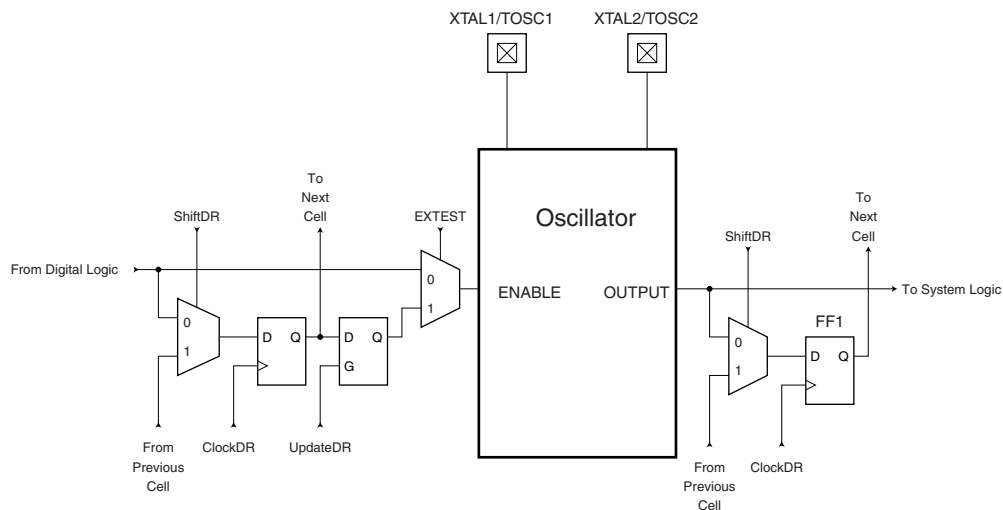 XTAL1/TOSC1
XTAL2/TOSC2
To
Next
Cell
ShiftDR
EXTEST
Oscillator
To
Next
Cell
ShiftDR
From Digital Logic
0
1
ENABLE
OUTPUT
To System Logic
0
1
D Q
D Q
G
0
1
FF1
D Q
From
Previous
Cell
ClockDR
UpdateDR
From
Previous
Cell
ClockDR